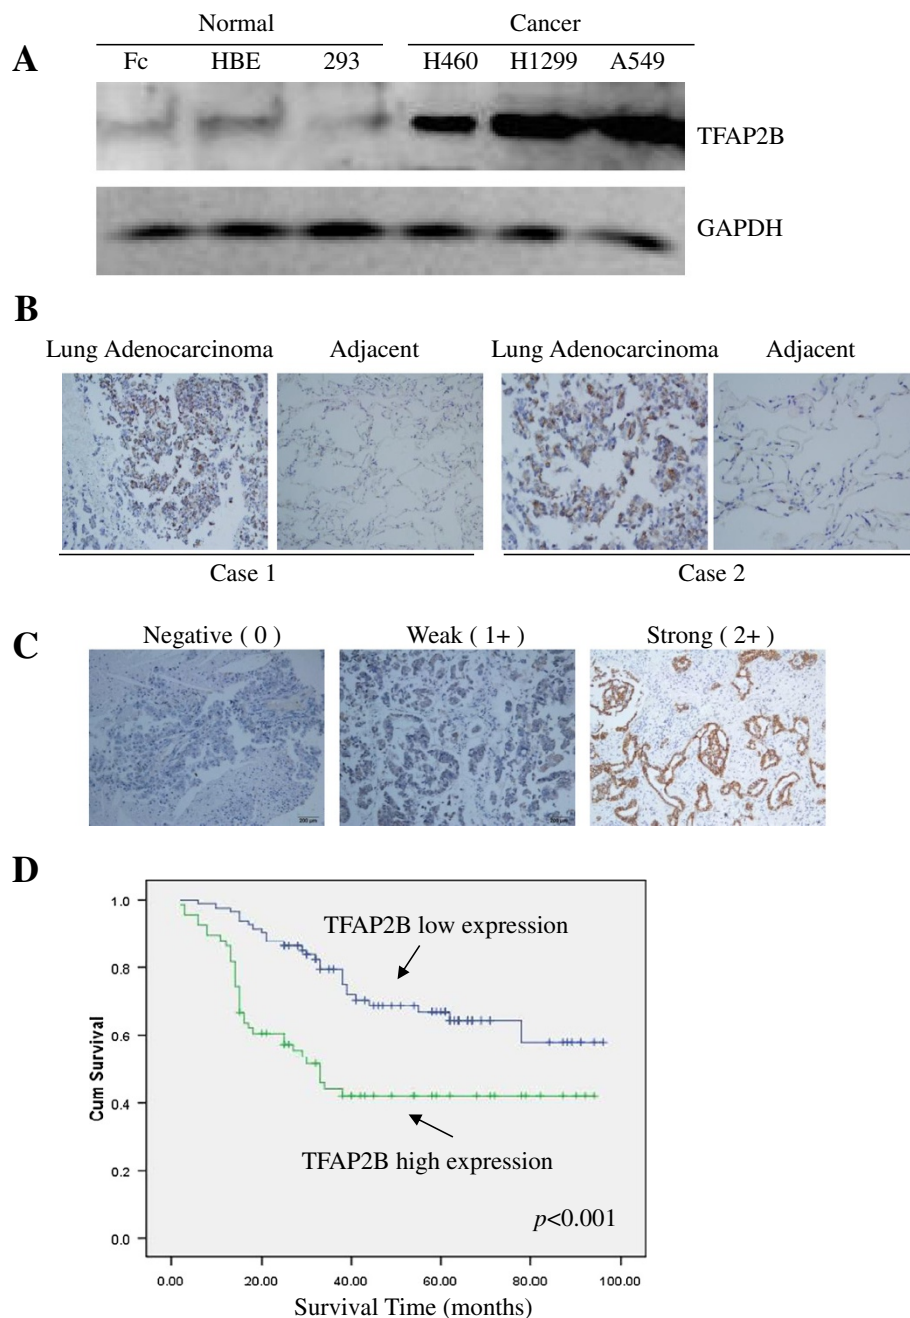 A
Normal Cancer
Fc HBE 293 H460 H1299 A549
TFAP2B
GAPDH
B
Lung Adenocarcinoma Adjacent Lung Adenocarcinoma Adjacent
Case 1 Case 2
C
Negative ( 0 ) Weak ( 1+ ) Strong ( 2+ )
200 μm
D
1.0
TFAP2B low expression
0.8
0.6
Cum Survival
0.4
TFAP2B high expression
0.2
p<0.001
0.0
0.00 20.00 40.00 60.00 80.00 100.00
Survival Time (months)